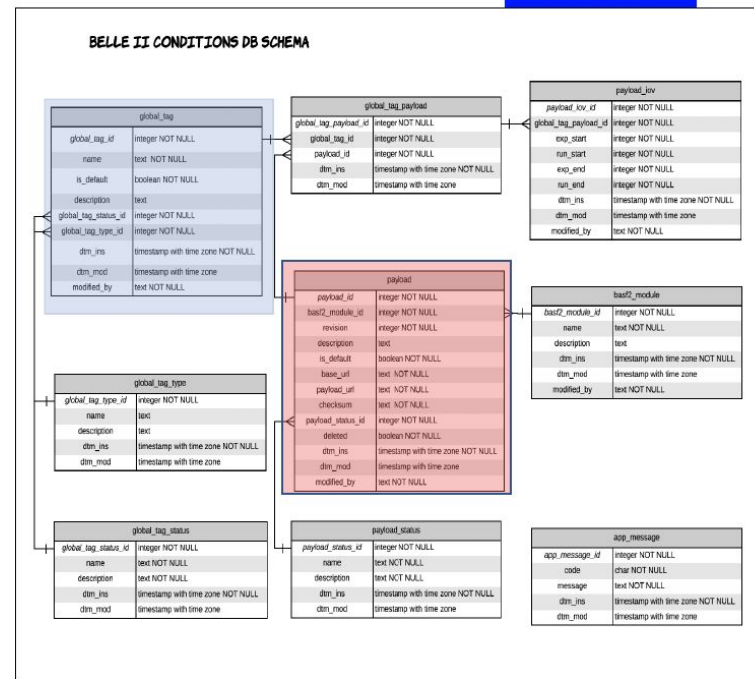 BELLE II CONDITIONS DB SCHEMA
global_tag
global_tag_id integer NOT NULL
name text NOT NULL
is_default boolean NOT NULL
description text
global_tag_status_id integer NOT NULL
global_tag_type_id integer NOT NULL
dtm_ins timestamp with time zone NOT NULL
dtm_mod timestamp with time zone
modified_by text NOT NULL
global_tag_payload
global_tag_payload_id integer NOT NULL
global_tag_id integer NOT NULL
payload_id integer NOT NULL
dtm_ins timestamp with time zone NOT NULL
dtm_mod timestamp with time zone
payload_iov
payload_iov_id integer NOT NULL
global_tag_payload_id integer NOT NULL
exp_start integer NOT NULL
run_start integer NOT NULL
exp_end integer NOT NULL
run_end integer NOT NULL
dtm_ins timestamp with time zone NOT NULL
dtm_mod timestamp with time zone
modified_by text NOT NULL
payload
payload_id integer NOT NULL
basf2_module_id integer NOT NULL
revision integer NOT NULL
description text
is_default boolean NOT NULL
base_url text NOT NULL
payload_url text NOT NULL
checksum text NOT NULL
payload_status_id integer NOT NULL
deleted boolean NOT NULL
dtm_ins timestamp with time zone NOT NULL
dtm_mod timestamp with time zone
modified_by text NOT NULL
basf2_module
basf2_module_id integer NOT NULL
name text NOT NULL
description text
dtm_ins timestamp with time zone NOT NULL
dtm_mod timestamp with time zone
modified_by text NOT NULL
global_tag_type
global_tag_type_id integer NOT NULL
name text
description text
dtm_ins timestamp with time zone NOT NULL
dtm_mod timestamp with time zone
global_tag_status
global_tag_status_id integer NOT NULL
name text NOT NULL
description text NOT NULL
dtm_ins timestamp with time zone NOT NULL
dtm_mod timestamp with time zone
payload_status
payload_status_id integer NOT NULL
name text NOT NULL
description text NOT NULL
dtm_ins timestamp with time zone NOT NULL
dtm_mod timestamp with time zone
app_message
app_message_id integer NOT NULL
code char NOT NULL
message text NOT NULL
dtm_ins timestamp with time zone NOT NULL
dtm_mod timestamp with time zone